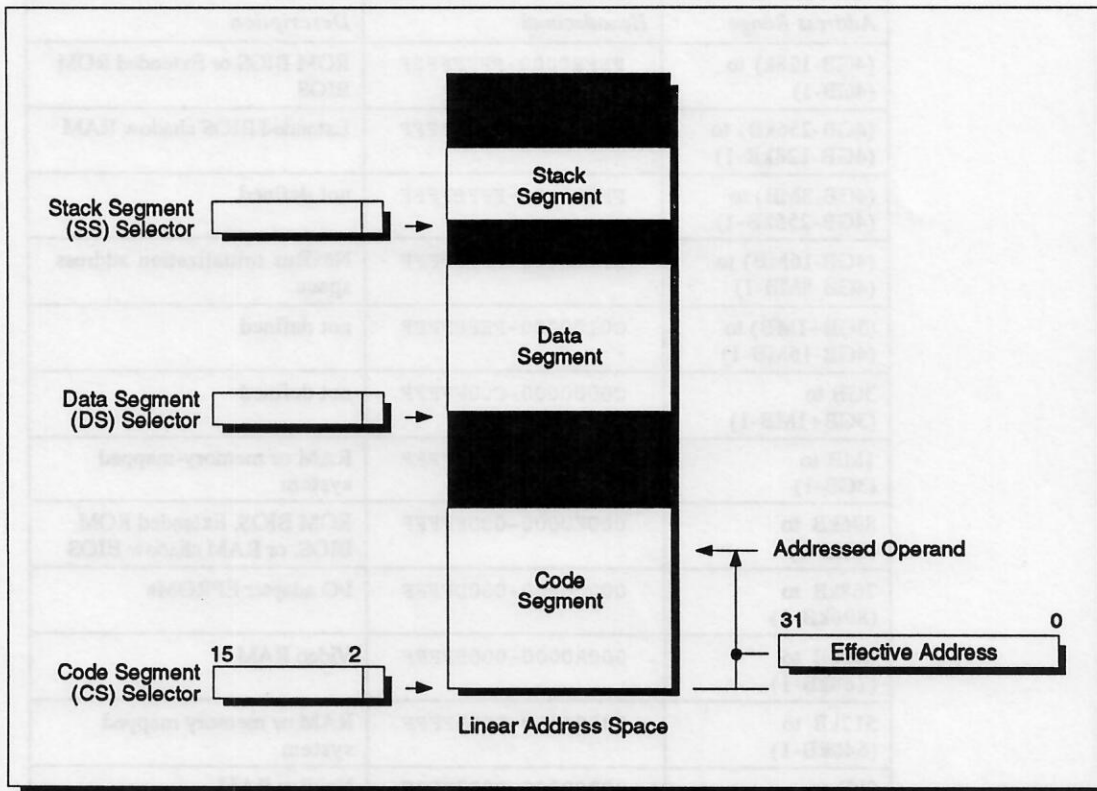 Stack
Segment
Stack Segment
(SS) Selector
Data
Segment
Data Segment
(DS) Selector
Addressed Operand
Code
Segment
31 0
Effective Address
15 2
Code Segment
(CS) Selector
Linear Address Space